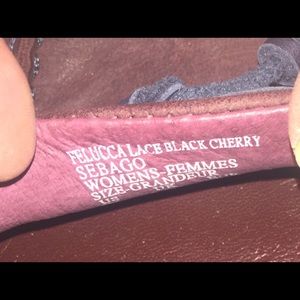 FELUCCA LACE BLACK CHERRY
SEBAGO
WOMENS-FEMMES
SIZE-GRANDEUR